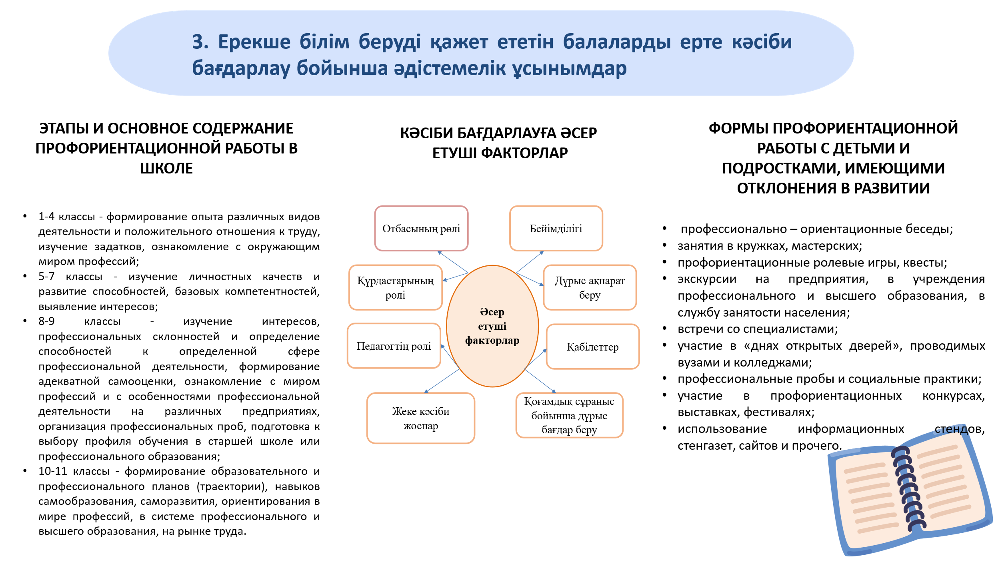 3. Ерекше білім беруді қажет ететін балаларды ерте кәсіби
бағдарлау бойынша әдістемелік ұсынымдар
ЭТАПЫ И ОСНОВНОЕ СОДЕРЖАНИЕ
ПРОФОРИЕНТАЦИОННОЙ РАБОТЫ В
ШКОЛЕ
• 1-4 классы - формирование опыта различных видов
деятельности и положительного отношения к труду,
изучение задатков, ознакомление с окружающим
миром профессий;
• 5-7 классы - изучение личностных качеств и
развитие способностей, базовых компетентностей,
выявление интересов;
• 8-9 классы - изучение интересов,
профессиональных склонностей и определение
способностей к определенной сфере
профессиональной деятельности, формирование
адекватной самооценки, ознакомление с миром
профессий и с особенностями профессиональной
деятельности на различных предприятиях,
организация профессиональных проб, подготовка к
выбору профиля обучения в старшей школе или
профессионального образования;
• 10-11 классы - формирование образовательного и
профессионального планов (траектории), навыков
самообразования, саморазвития, ориентирования в
мире профессий, в системе профессионального и
высшего образования, на рынке труда.
КӘСІБИ БАҒДАРЛАУҒА ӘСЕР
ЕТУШІ ФАКТОРЛАР
Отбасының рөлі
Бейімділігі
Құрдастарының
рөлі
Дұрыс ақпарат
беру
Әсер
етуші
факторлар
Педагогтің рөлі
Қабілеттер
Жеке кәсіби
жоспар
Қоғамдық сұраныс
бойынша дұрыс
бағдар беру
ФОРМЫ ПРОФОРИЕНТАЦИОННОЙ
РАБОТЫ С ДЕТЬМИ И
ПОДРОСТКАМИ, ИМЕЮЩИМИ
ОТКЛОНЕНИЯ В РАЗВИТИИ
• профессионально – ориентационные беседы;
• занятия в кружках, мастерских;
• профориентационные ролевые игры, квесты;
• экскурсии на предприятия, в учреждения
профессионального и высшего образования, в
службу занятости населения;
• встречи со специалистами;
• участие в «днях открытых дверей», проводимых
вузами и колледжами;
• профессиональные пробы и социальные практики;
• участие в профориентационных конкурсах,
выставках, фестивалях;
• использование информационных стендов,
стенгазет, сайтов и прочего.